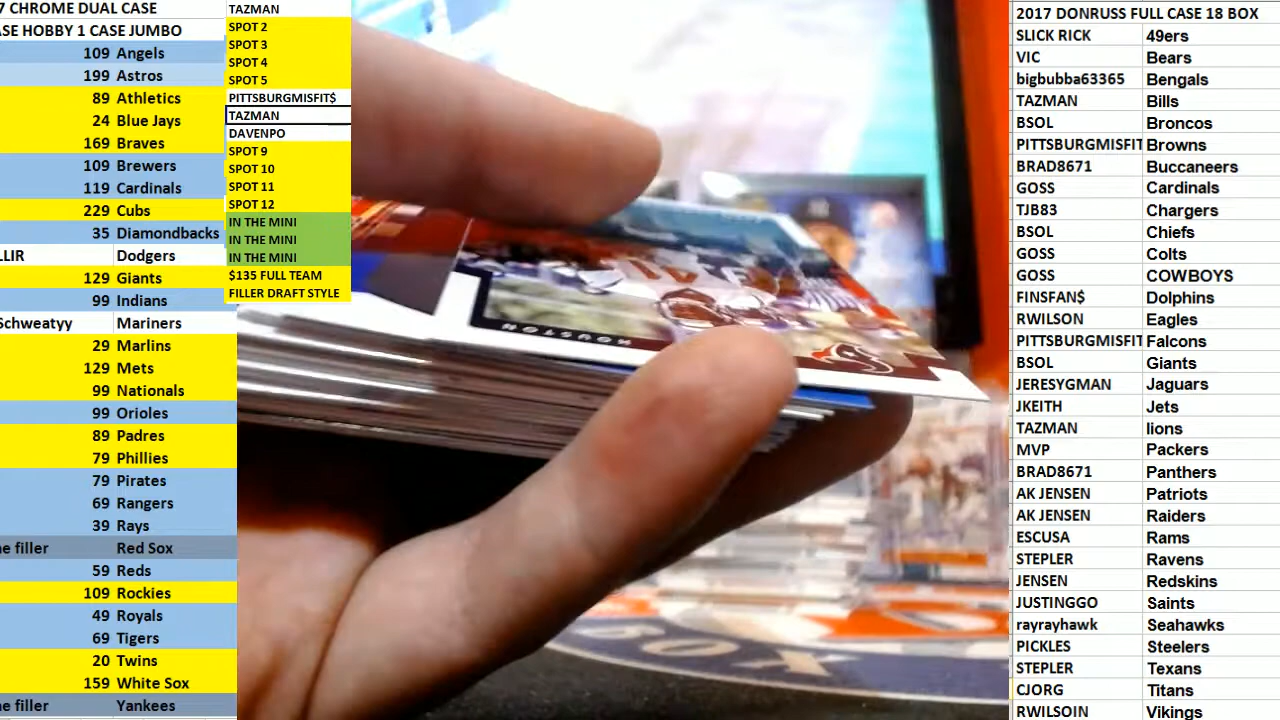 7 CHROME DUAL CASE
ASE HOBBY 1 CASE JUMBO
109 Angels
199 Astros
89 Athletics
24 Blue Jays
169 Braves
109 Brewers
119 Cardinals
229 Cubs
35 Diamondbacks
LLIR Dodgers
129 Giants
99 Indians
Schweatyy Mariners
29 Marlins
129 Mets
99 Nationals
99 Orioles
89 Padres
79 Phillies
79 Pirates
69 Rangers
39 Rays
ne filler Red Sox
59 Reds
109 Rockies
49 Royals
69 Tigers
20 Twins
159 White Sox
ne filler Yankees
TAZMAN
SPOT 2
SPOT 3
SPOT 4
SPOT 5
PITTSBURGMISFIT$
TAZMAN
DAVENPO
SPOT 9
SPOT 10
SPOT 11
SPOT 12
IN THE MINI
IN THE MINI
IN THE MINI
$135 FULL TEAM
FILLER DRAFT STYLE
HOUSTON
BOX
2017 DONRUSS FULL CASE 18 BOX
SLICK RICK 49ers
VIC Bears
bigbubba63365 Bengals
TAZMAN Bills
BSOL Broncos
PITTSBURGMISFIT Browns
BRAD8671 Buccaneers
GOSS Cardinals
TJB83 Chargers
BSOL Chiefs
GOSS Colts
GOSS COWBOYS
FINSFAN$ Dolphins
RWILSON Eagles
PITTSBURGMISFIT Falcons
BSOL Giants
JERESYGMAN Jaguars
JKEITH Jets
TAZMAN lions
MVP Packers
BRAD8671 Panthers
AK JENSEN Patriots
AK JENSEN Raiders
ESCUSA Rams
STEPLER Ravens
JENSEN Redskins
JUSTINGGO Saints
rayrayhawk Seahawks
PICKLES Steelers
STEPLER Texans
CJORG Titans
RWILSOIN Vikings